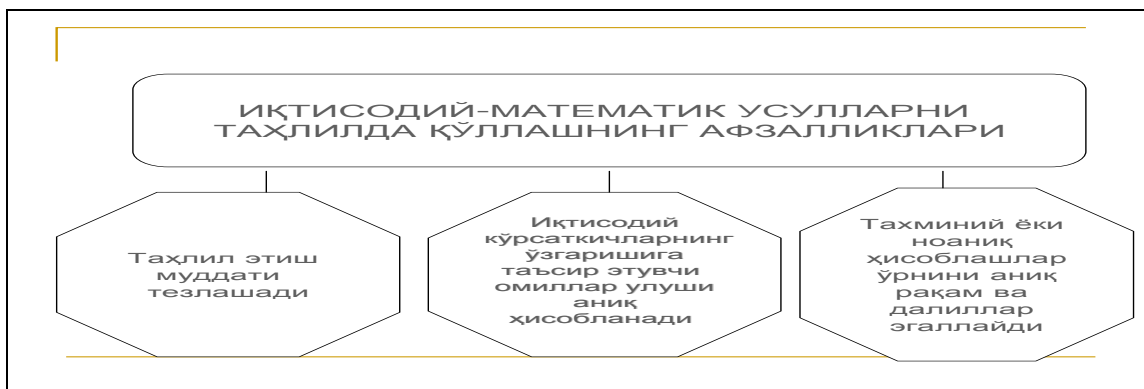 ИҚТИСОДИЙ-МАТЕМАТИК УСУЛЛАРНИ
ТАҲЛИЛДА ҚЎЛЛАШНИНГ АФЗАЛЛИКЛАРИ
Таҳлил этиш
муддати
тезлашади
Иқтисодий
кўрсаткичларнинг
ўзгаришига
таъсир этувчи
омиллар улуши
аниқ
ҳисобланади
Тахминий ёки
ноаниқ
ҳисоблашлар
ўрнини аниқ
рақам ва
далиллар
эгаллайди